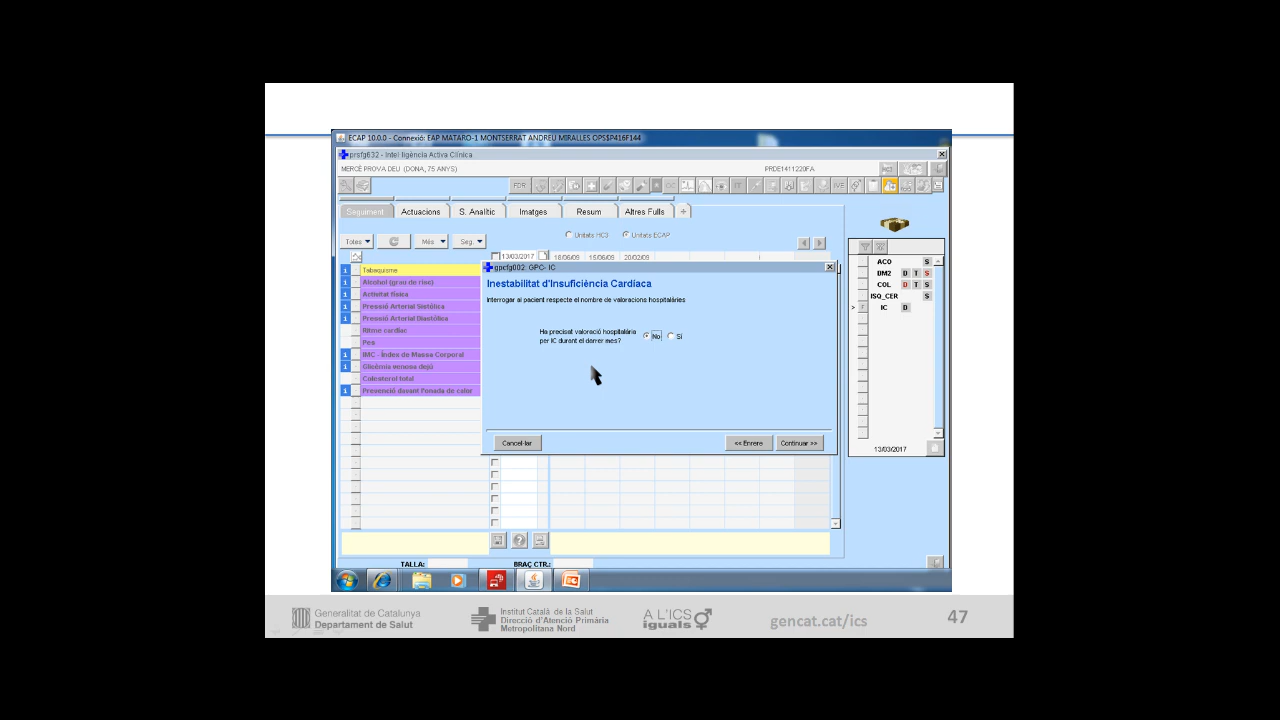 ECAP 10.0.0 - Connexió: EAP MATARO-1 MONTSERRAT ANDREU MIRALLES OPS$P416F144
prsfg632 - Intel·ligència Activa Clínica
MERCÈ PROVA DEU (DONA, 75 ANYS)
PRDE1411220FA
FDR
IVE
Seguiment
Actuacions
S. Analític
Imatges
Resum
Altres Fulls
+
Unitats HC3
Unitats ECAP
Totes
Més
Seg.
13/03/2017
18/06/09
15/06/09
20/02/09
Tabaquisme
Alcohol (grau de risc)
Activitat física
Pressió Arterial Sistòlica
Pressió Arterial Diastòlica
Ritme cardíac
Pes
IMC - Índex de Massa Corporal
Glicèmia venosa dejú
Colesterol total
Prevenció davant l'onada de calor
gpcfg002: GPC- IC
Inestabilitat d'Insuficiència Cardíaca
Interrogar al pacient respecte el nombre de valoracions hospitalàries
Ha precisat valoració hospitalària
per IC durant el darrer mes?
No
Sí
Cancel·lar
<< Enrere
Continuar >>
ACO S
DM2 D T S
COL D T S
ISQ_CER S
> F IC D
13/03/2017
TALLA:
BRAÇ CTR.:
Generalitat de Catalunya
Departament de Salut
Institut Català de la Salut
Direcció d'Atenció Primària
Metropolitana Nord
A L'ICS
iguals
gencat.cat/ics
47